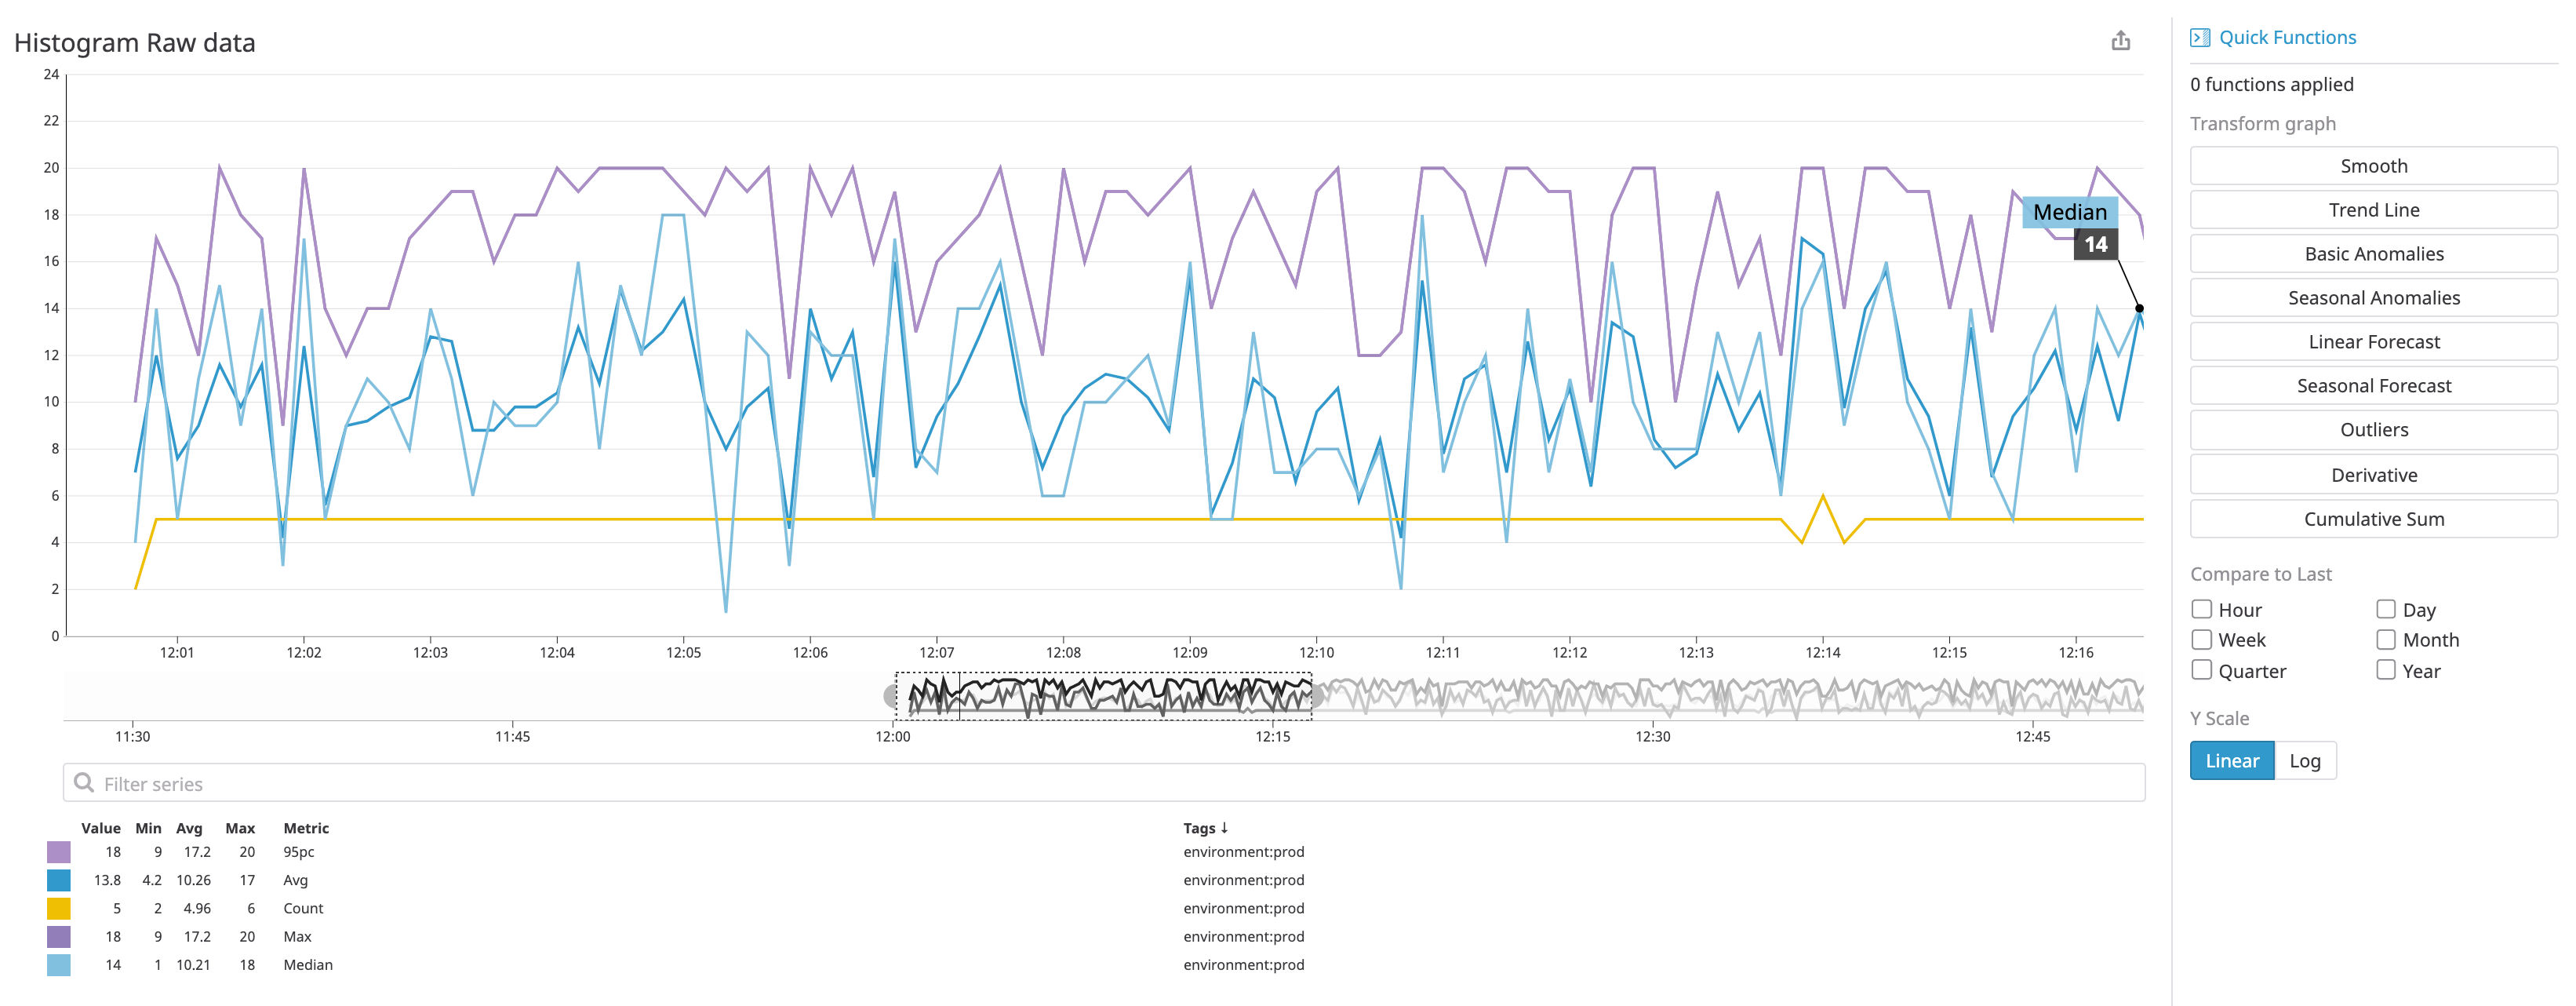 Histogram Raw data
24
22
20
18
16
14
12
10
8
6
4
2
0
Median
14
12:01 12:02 12:03 12:04 12:05 12:06 12:07 12:08 12:09 12:10 12:11 12:12 12:13 12:14 12:15 12:16
11:30 11:45 12:00 12:15 12:30 12:45
Filter series
Value Min Avg Max Metric Tags ↓
18 9 17.2 20 95pc environment:prod
13.8 4.2 10.26 17 Avg environment:prod
5 2 4.96 6 Count environment:prod
18 9 17.2 20 Max environment:prod
14 1 10.21 18 Median environment:prod
Quick Functions
0 functions applied
Transform graph
Smooth
Trend Line
Basic Anomalies
Seasonal Anomalies
Linear Forecast
Seasonal Forecast
Outliers
Derivative
Cumulative Sum
Compare to Last
Hour Day
Week Month
Quarter Year
Y Scale
Linear Log